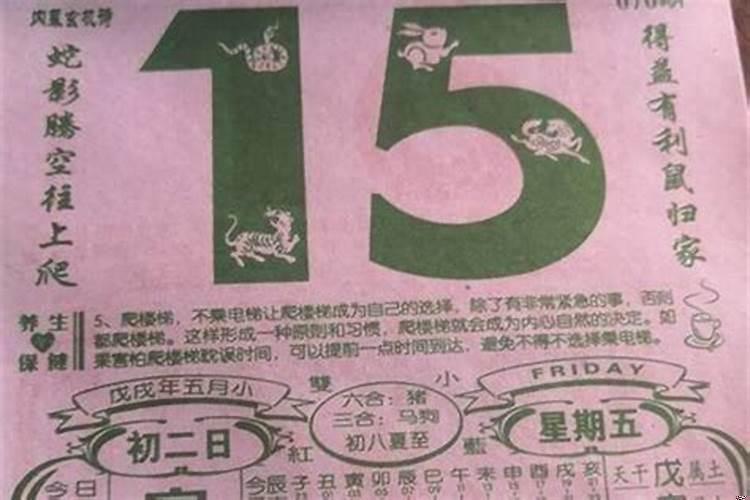 内幕玄机诗
070期
15
蛇影腾空往上爬
得益有利鼠归家
养生
保健
5、爬楼梯，不乘电梯让爬楼梯成为自己的选择。除了有非常紧急的事，否则
都爬楼梯。这样形成一种原则和习惯，爬楼梯就会成为内心自然的决定。如
果害怕爬楼梯耽误时间，可以提前一点时间到达，避免不得不选择乘电梯。
戊戌年五月小
雙
小
FRIDAY
六合：猪
三合：马狗
初八夏至
初二日
紅
藍
星期五
今日
今辰子丑寅卯辰巳午未申酉戌亥
天干戊属土